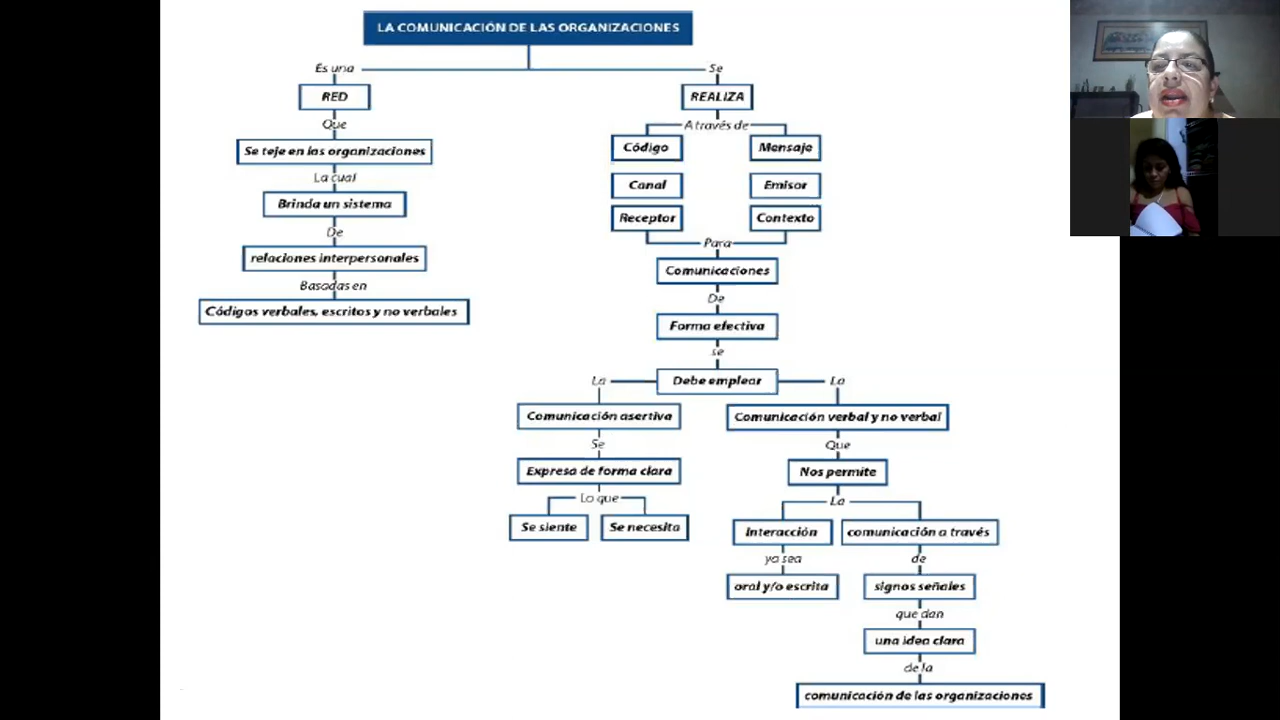 LA COMUNICACIÓN DE LAS ORGANIZACIONES
Es una
RED
Que
Se teje en las organizaciones
La cual
Brinda un sistema
De
relaciones interpersonales
Basadas en
Códigos verbales, escritos y no verbales
Se
REALIZA
A través de
Código
Mensaje
Canal
Emisor
Receptor
Contexto
Para
Comunicaciones
De
Forma efectiva
se
Debe emplear
La
Comunicación asertiva
Se
Expresa de forma clara
Lo que
Se siente
Se necesita
La
Comunicación verbal y no verbal
Que
Nos permite
La
Interacción
ya sea
oral y/o escrita
comunicación a través
de
signos señales
que dan
una idea clara
de la
comunicación de las organizaciones